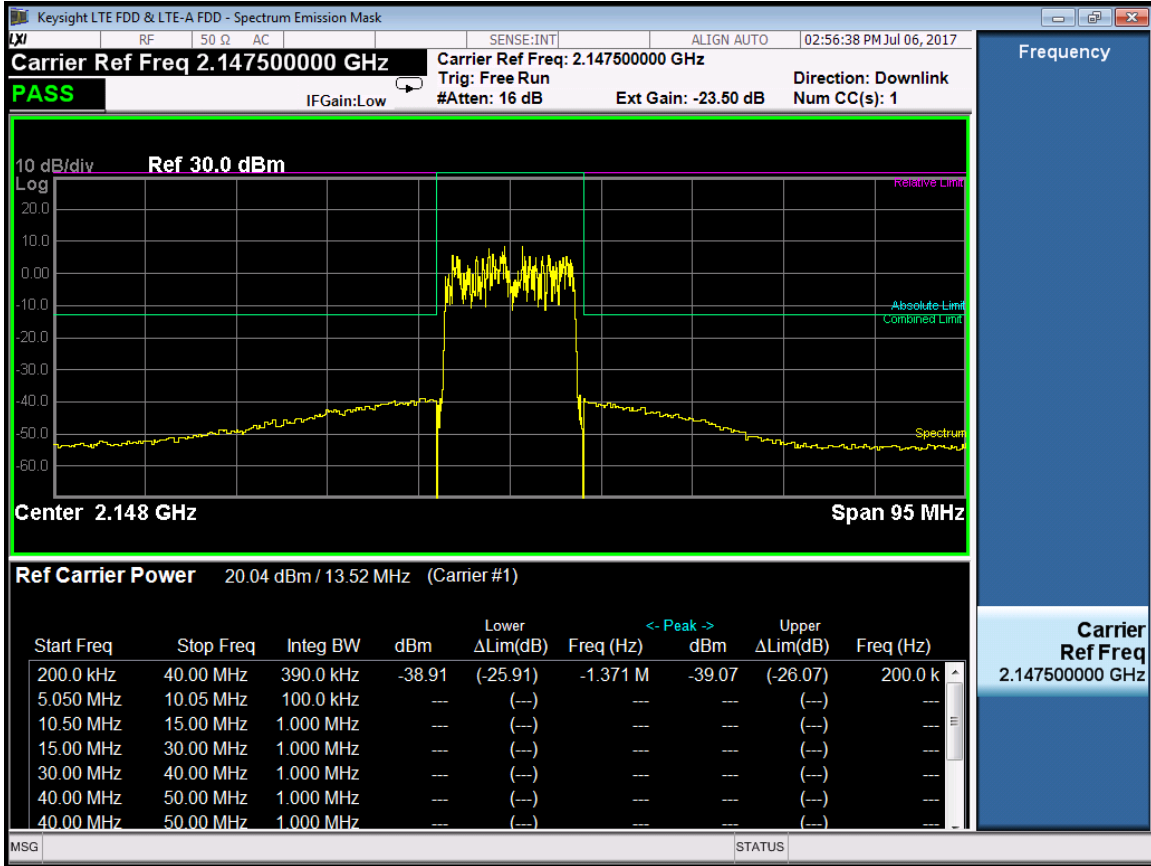 Keysight LTE FDD & LTE-A FDD - Spectrum Emission Mask
LXI RF 50 Ω AC SENSE:INT ALIGN AUTO 02:56:38 PM Jul 06, 2017
Carrier Ref Freq 2.147500000 GHz
Carrier Ref Freq: 2.147500000 GHz
Trig: Free Run Direction: Downlink
PASS IFGain:Low #Atten: 16 dB Ext Gain: -23.50 dB Num CC(s): 1
10 dB/div Ref 30.0 dBm
Log
Relative Limit
20.0
10.0
0.00
-10.0
Absolute Limit
Combined Limit
-20.0
-30.0
-40.0
-50.0
Spectrum
-60.0
Center 2.148 GHz Span 95 MHz
Ref Carrier Power 20.04 dBm / 13.52 MHz (Carrier #1)
Lower <- Peak -> Upper
Start Freq Stop Freq Integ BW dBm ΔLim(dB) Freq (Hz) dBm ΔLim(dB) Freq (Hz)
200.0 kHz 40.00 MHz 390.0 kHz -38.91 (-25.91) -1.371 M -39.07 (-26.07) 200.0 k
5.050 MHz 10.05 MHz 100.0 kHz --- (---) --- --- (---) ---
10.50 MHz 15.00 MHz 1.000 MHz --- (---) --- --- (---) ---
15.00 MHz 30.00 MHz 1.000 MHz --- (---) --- --- (---) ---
30.00 MHz 40.00 MHz 1.000 MHz --- (---) --- --- (---) ---
40.00 MHz 50.00 MHz 1.000 MHz --- (---) --- --- (---) ---
40.00 MHz 50.00 MHz 1.000 MHz --- (---) --- --- (---) ---
MSG STATUS
Frequency
Carrier
Ref Freq
2.147500000 GHz